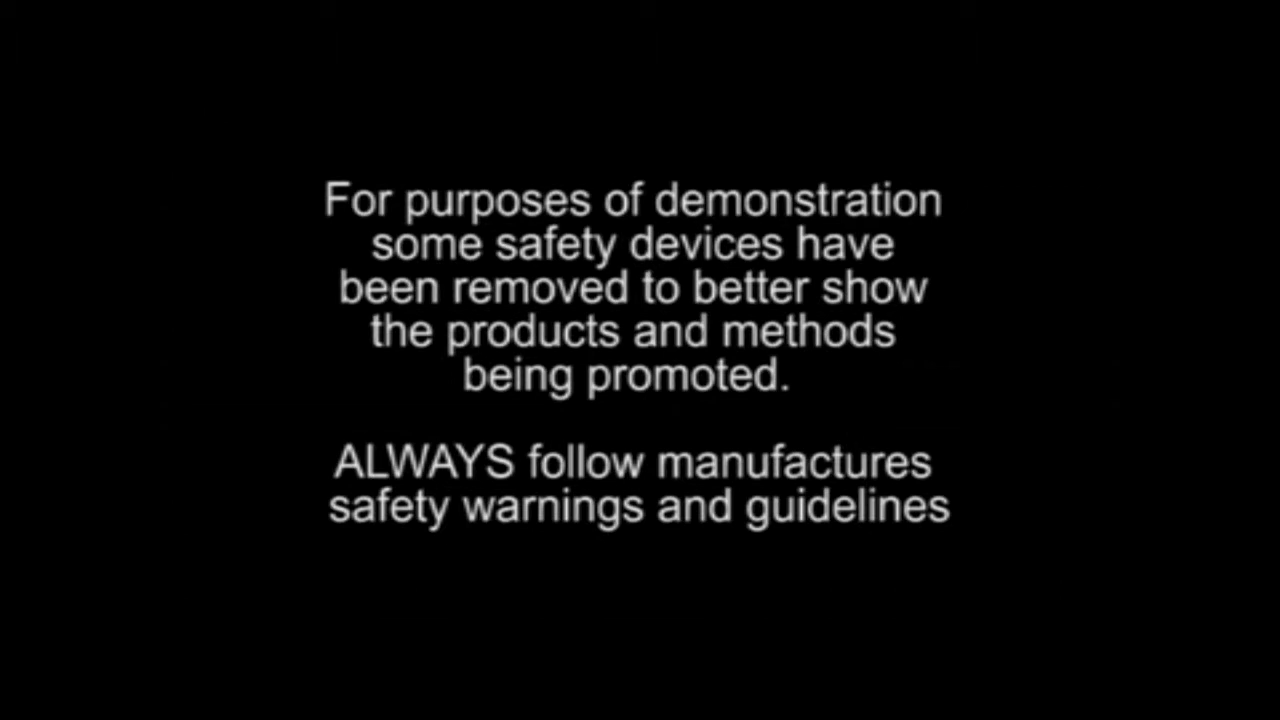 For purposes of demonstration
some safety devices have
been removed to better show
the products and methods
being promoted.
ALWAYS follow manufactures
safety warnings and guidelines